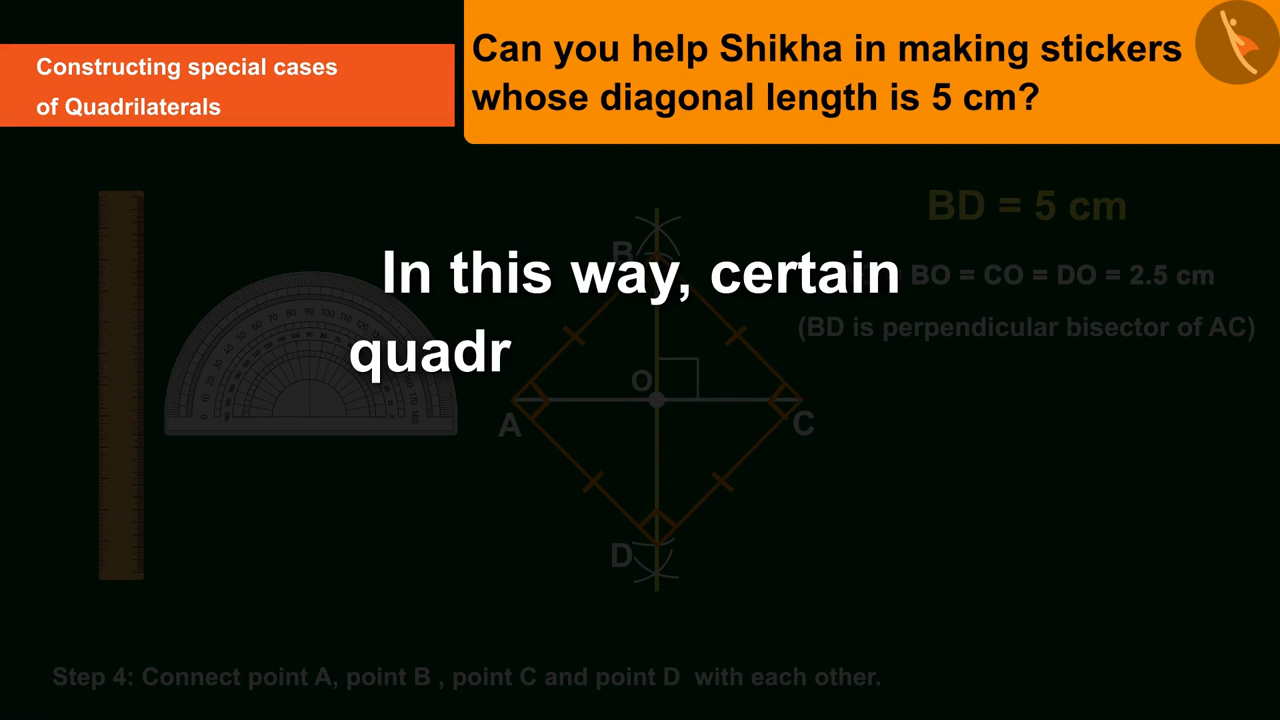 Constructing special cases
of Quadrilaterals
Can you help Shikha in making stickers
whose diagonal length is 5 cm?
BD = 5 cm
BO = CO = DO = 2.5 cm
(BD is perpendicular bisector of AC)
In this way, certain
quadr
B
O
A
C
D
Step 4: Connect point A, point B , point C and point D with each other.